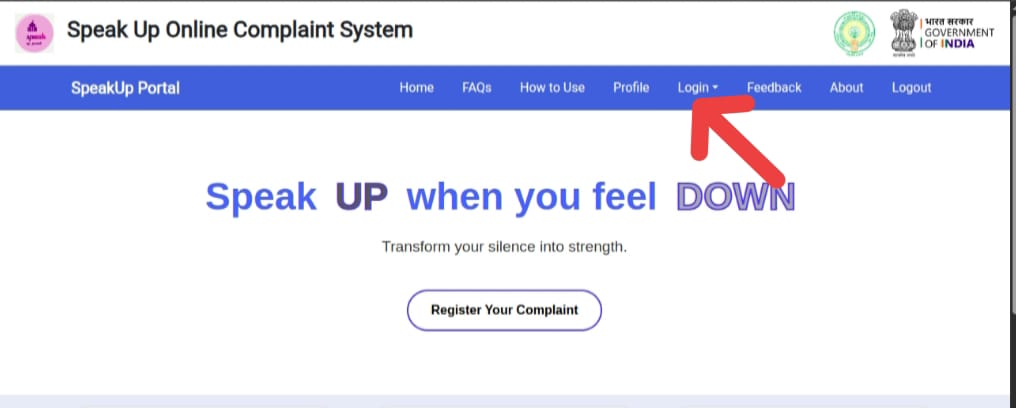 Speak Up Online Complaint System
भारत सरकार
GOVERNMENT
OF INDIA
SpeakUp Portal Home FAQs How to Use Profile Login Feedback About Logout
Speak UP when you feel DOWN
Transform your silence into strength.
Register Your Complaint